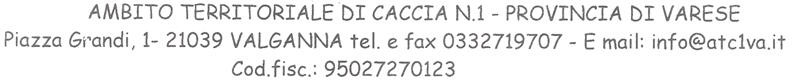 AMBITO TERRITORIALE DI CACCIA N.1 - PROVINCIA DI VARESE
Piazza Grandi, 1- 21039 VALGANNA tel. e fax 0332719707 - E mail: info@atc1va.it
Cod.fisc.: 95027270123